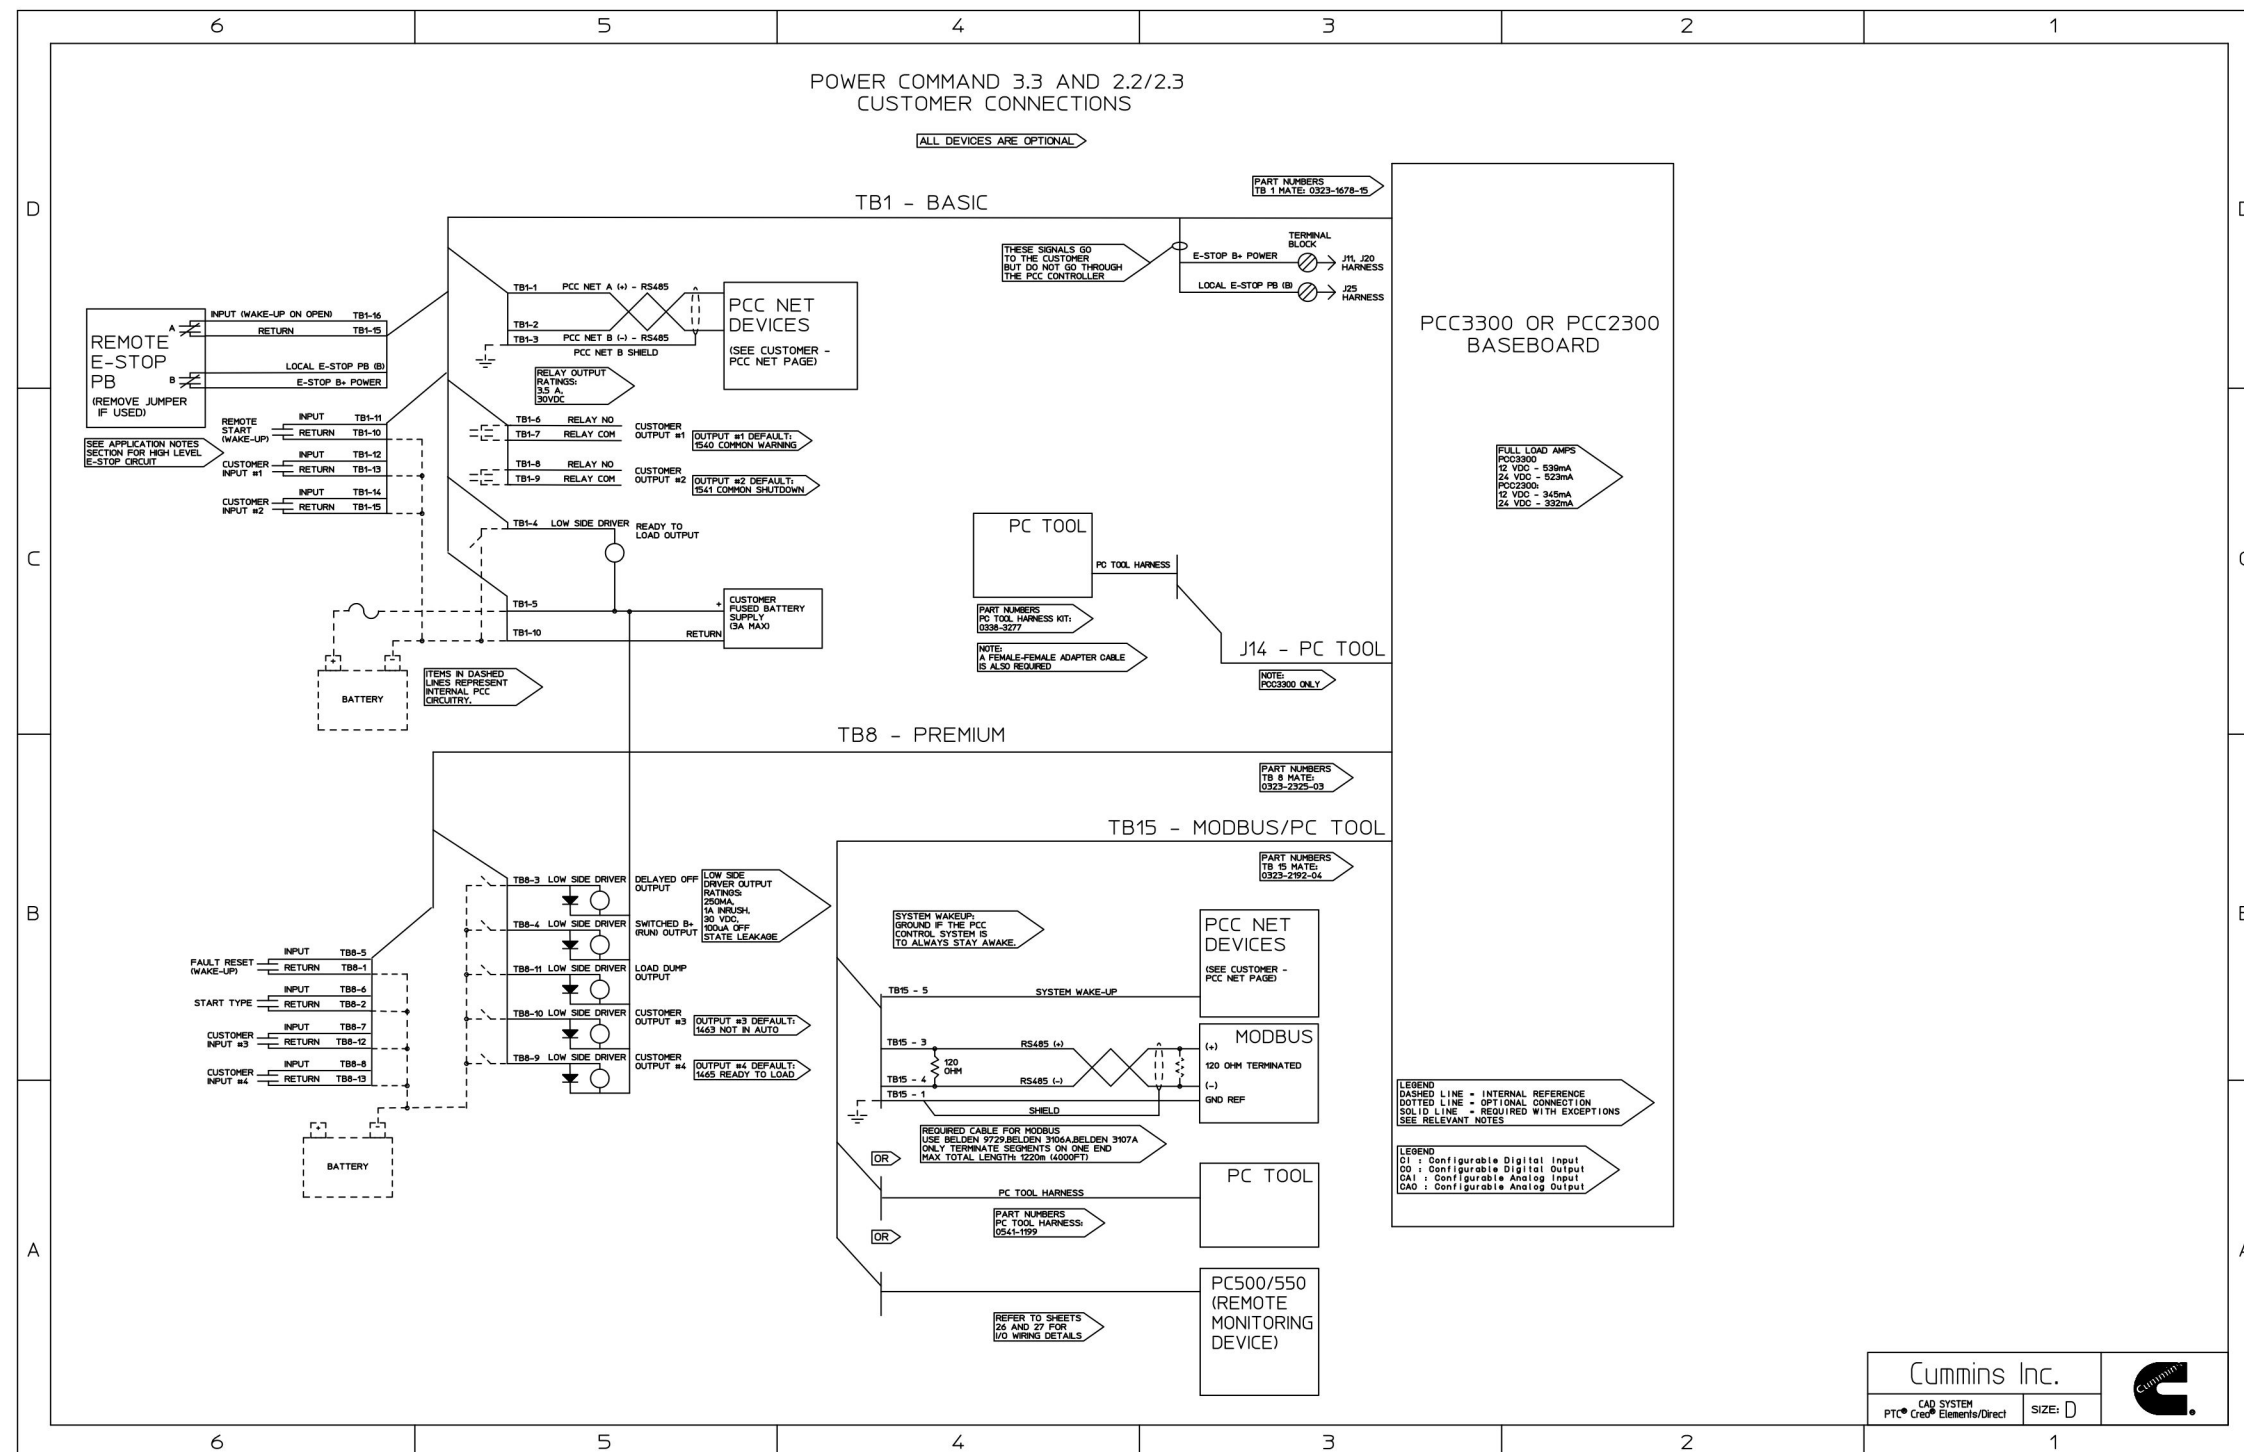 6 5 4 3 2 1
POWER COMMAND 3.3 AND 2.2/2.3
CUSTOMER CONNECTIONS
ALL DEVICES ARE OPTIONAL
D
TB1 - BASIC
PART NUMBERS
TB 1 MATE: 0323-1678-15
THESE SIGNALS GO
TO THE CUSTOMER
BUT DO NOT GO THROUGH
THE PCC CONTROLLER
TERMINAL
BLOCK
E-STOP B+ POWER
J11, J20
HARNESS
LOCAL E-STOP PB (B)
J25
HARNESS
PCC3300 OR PCC2300
BASEBOARD
REMOTE
E-STOP
PB
(REMOVE JUMPER
IF USED)
A
B
INPUT (WAKE-UP ON OPEN) TB1-16
RETURN TB1-15
LOCAL E-STOP PB (B)
E-STOP B+ POWER
SEE APPLICATION NOTES
SECTION FOR HIGH LEVEL
E-STOP CIRCUIT
TB1-1 PCC NET A (+) - RS485
TB1-2
PCC NET B (-) - RS485
TB1-3
PCC NET B SHIELD
PCC NET
DEVICES
(SEE CUSTOMER -
PCC NET PAGE)
RELAY OUTPUT
RATINGS:
3.5 A,
30VDC
REMOTE
START
(WAKE-UP)
INPUT TB1-11
RETURN TB1-10
CUSTOMER
INPUT #1
INPUT TB1-12
RETURN TB1-13
CUSTOMER
INPUT #2
INPUT TB1-14
RETURN TB1-15
TB1-6 RELAY NO
TB1-7 RELAY COM
CUSTOMER
OUTPUT #1
OUTPUT #1 DEFAULT:
1540 COMMON WARNING
TB1-8 RELAY NO
TB1-9 RELAY COM
CUSTOMER
OUTPUT #2
OUTPUT #2 DEFAULT:
1541 COMMON SHUTDOWN
FULL LOAD AMPS
PCC3300
12 VDC - 539mA
24 VDC - 523mA
PCC2300:
12 VDC - 345mA
24 VDC - 332mA
C
TB1-4 LOW SIDE DRIVER
READY TO
LOAD OUTPUT
TB1-5
TB1-10
+
RETURN
CUSTOMER
FUSED BATTERY
SUPPLY
(3A MAX)
+ -
BATTERY
ITEMS IN DASHED
LINES REPRESENT
INTERNAL PCC
CIRCUITRY.
PC TOOL
PC TOOL HARNESS
PART NUMBERS
PC TOOL HARNESS KIT:
0338-3277
NOTE:
A FEMALE-FEMALE ADAPTER CABLE
IS ALSO REQUIRED
J14 - PC TOOL
NOTE:
PCC3300 ONLY
TB8 - PREMIUM
PART NUMBERS
TB 8 MATE:
0323-2325-03
TB15 - MODBUS/PC TOOL
PART NUMBERS
TB 15 MATE:
0323-2192-04
B
TB8-3 LOW SIDE DRIVER
DELAYED OFF
OUTPUT
LOW SIDE
DRIVER OUTPUT
RATINGS:
250MA,
1A INRUSH,
30 VDC,
100uA OFF
STATE LEAKAGE
TB8-4 LOW SIDE DRIVER
SWITCHED B+
(RUN) OUTPUT
TB8-11 LOW SIDE DRIVER
LOAD DUMP
OUTPUT
TB8-10 LOW SIDE DRIVER
CUSTOMER
OUTPUT #3
OUTPUT #3 DEFAULT:
1463 NOT IN AUTO
TB8-9 LOW SIDE DRIVER
CUSTOMER
OUTPUT #4
OUTPUT #4 DEFAULT:
1465 READY TO LOAD
FAULT RESET
(WAKE-UP)
INPUT TB8-5
RETURN TB8-1
START TYPE
INPUT TB8-6
RETURN TB8-2
CUSTOMER
INPUT #3
INPUT TB8-7
RETURN TB8-12
CUSTOMER
INPUT #4
INPUT TB8-8
RETURN TB8-13
+ -
BATTERY
SYSTEM WAKEUP:
GROUND IF THE PCC
CONTROL SYSTEM IS
TO ALWAYS STAY AWAKE.
PCC NET
DEVICES
(SEE CUSTOMER -
PCC NET PAGE)
TB15 - 5 SYSTEM WAKE-UP
TB15 - 3 RS485 (+)
120
OHM
TB15 - 4 RS485 (-)
TB15 - 1
SHIELD
MODBUS
(+)
120 OHM TERMINATED
(-)
GND REF
REQUIRED CABLE FOR MODBUS
USE BELDEN 9729,BELDEN 3106A,BELDEN 3107A
ONLY TERMINATE SEGMENTS ON ONE END
MAX TOTAL LENGTH: 1220m (4000FT)
OR
PC TOOL HARNESS
PC TOOL
PART NUMBERS
PC TOOL HARNESS:
0541-1199
OR
PC500/550
(REMOTE
MONITORING
DEVICE)
REFER TO SHEETS
26 AND 27 FOR
I/O WIRING DETAILS
LEGEND
DASHED LINE = INTERNAL REFERENCE
DOTTED LINE = OPTIONAL CONNECTION
SOLID LINE = REQUIRED WITH EXCEPTIONS
SEE RELEVANT NOTES
LEGEND
CI : Configurable Digital Input
CO : Configurable Digital Output
CAI : Configurable Analog Input
CAO : Configurable Analog Output
A
Cummins Inc.
CAD SYSTEM
PTC® Creo® Elements/Direct
SIZE: D
Cummins
6 5 4 3 2 1